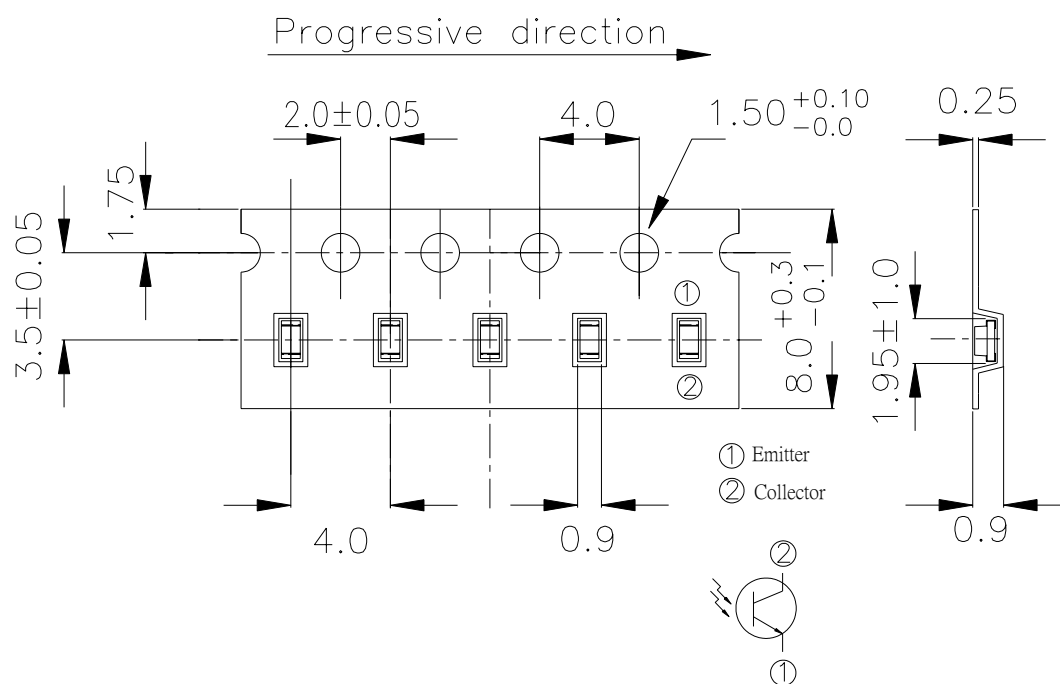 Progressive direction
2.0±0.05
4.0
1.50 +0.10 -0.0
0.25
1.75
3.5±0.05
①
②
8.0 +0.3 -0.1
1.95±1.0
① Emitter
② Collector
4.0
0.9
0.9
②
①